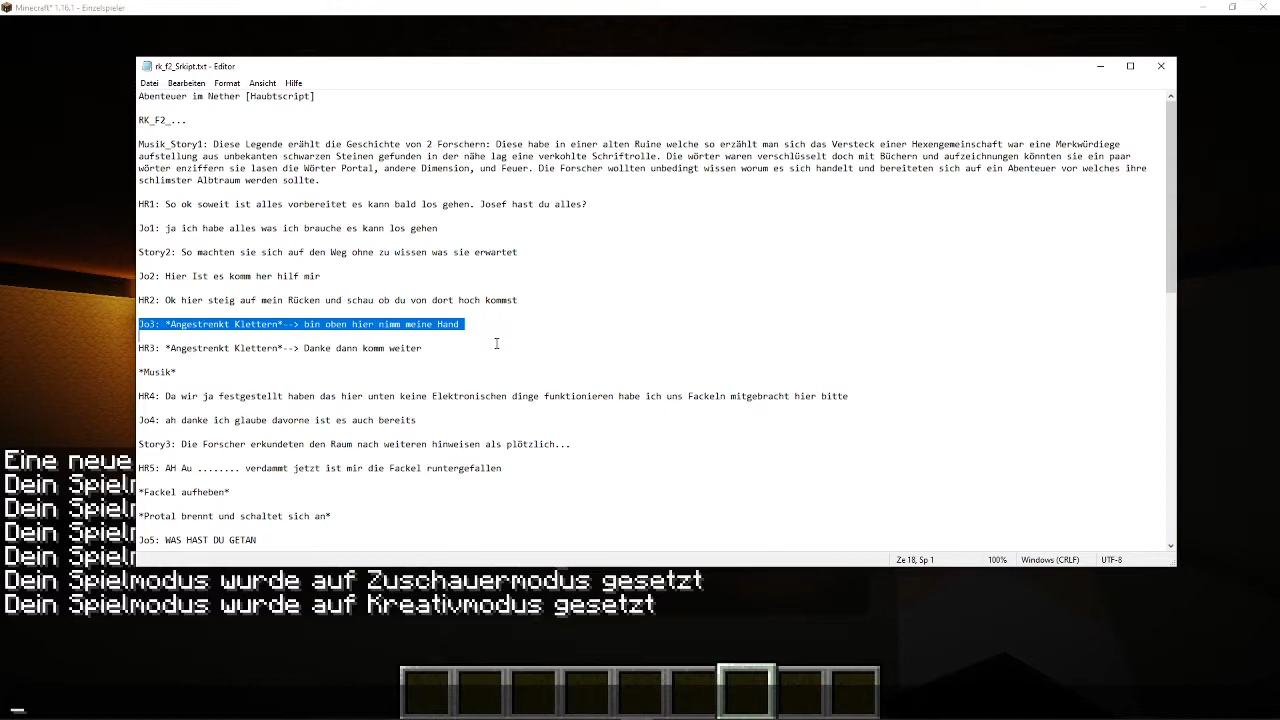 Minecraft* 1.16.1 - Einzelspieler
rk_f2_Srkipt.txt - Editor
Datei Bearbeiten Format Ansicht Hilfe
Abenteuer im Nether [Haubtscript]
RK_F2_...
Musik_Story1: Diese Legende erählt die Geschichte von 2 Forschern: Diese habe in einer alten Ruine welche so erzählt man sich das Versteck einer Hexengemeinschaft war eine Merkwürdiege
aufstellung aus unbekanten schwarzen Steinen gefunden in der nähe lag eine verkohlte Schriftrolle. Die wörter waren verschlüsselt doch mit Büchern und aufzeichnungen könnten sie ein paar
wörter enziffern sie lasen die Wörter Portal, andere Dimension, und Feuer. Die Forscher wollten unbedingt wissen worum es sich handelt und bereiteten sich auf ein Abenteuer vor welches ihre
schlimster Albtraum werden sollte.
HR1: So ok soweit ist alles vorbereitet es kann bald los gehen. Josef hast du alles?
Jo1: ja ich habe alles was ich brauche es kann los gehen
Story2: So machten sie sich auf den Weg ohne zu wissen was sie erwartet
Jo2: Hier Ist es komm her hilf mir
HR2: Ok hier steig auf mein Rücken und schau ob du von dort hoch kommst
Jo3: *Angestrenkt Klettern*--> bin oben hier nimm meine Hand
HR3: *Angestrenkt Klettern*--> Danke dann komm weiter
*Musik*
HR4: Da wir ja festgestellt haben das hier unten keine Elektronischen dinge funktionieren habe ich uns Fackeln mitgebracht hier bitte
Jo4: ah danke ich glaube davorne ist es auch bereits
Story3: Die Forscher erkundeten den Raum nach weiteren hinweisen als plötzlich...
HR5: AH Au ........ verdammt jetzt ist mir die Fackel runtergefallen
*Fackel aufheben*
*Protal brennt und schaltet sich an*
Jo5: WAS HAST DU GETAN
Ze 18, Sp 1 100% Windows (CRLF) UTF-8
Eine neue
Dein Spielm
Dein Spielm
Dein Spielm
Dein Spielm
Dein Spielmodus wurde auf Zuschauermodus gesetzt
Dein Spielmodus wurde auf Kreativmodus gesetzt